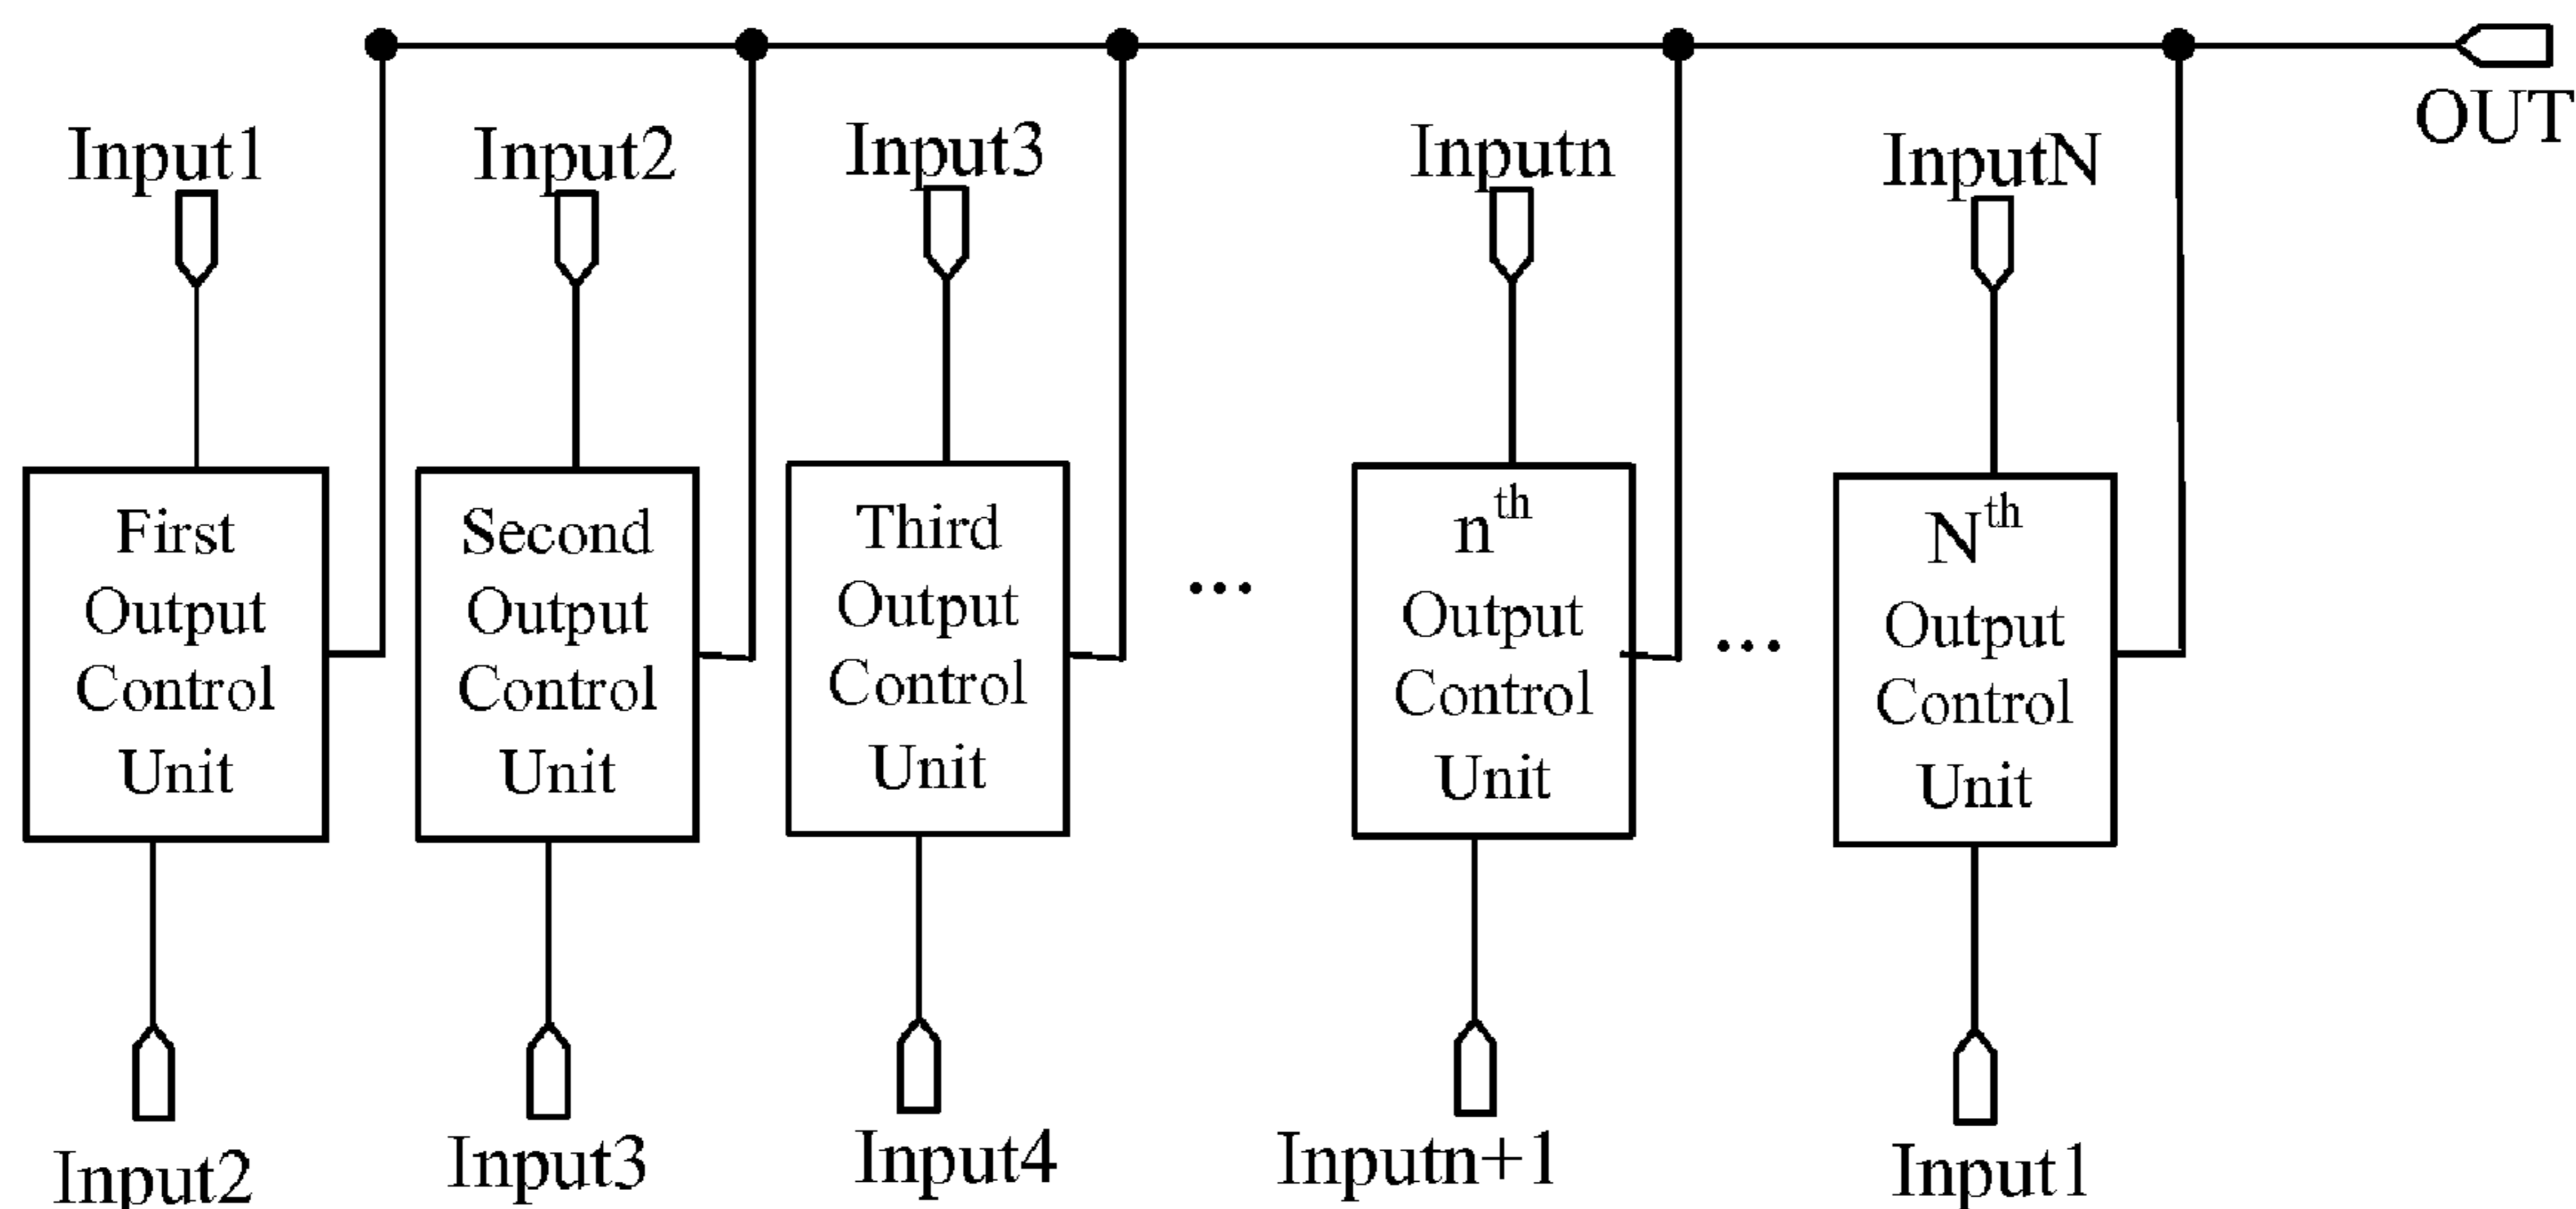 OUT
Input1
Input2
Input3
Inputn
InputN
First
Output
Control
Unit
Second
Output
Control
Unit
Third
Output
Control
Unit
...
nth
Output
Control
Unit
...
Nth
Output
Control
Unit
Input2
Input3
Input4
Inputn+1
Input1